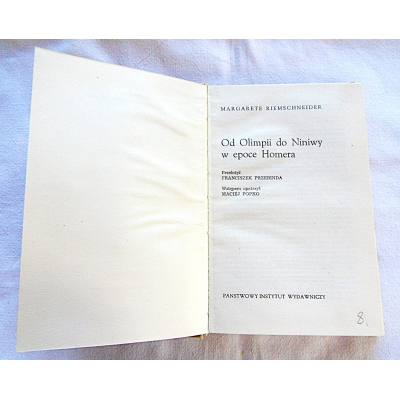 MARGARETE RIEMSCHNEIDER
Od Olimpii do Niniwy
w epoce Homera
Przełożył
FRANCISZEK PRZEBINDA
Wstępem opatrzył
MACIEJ POPKO
PAŃSTWOWY INSTYTUT WYDAWNICZY
8,